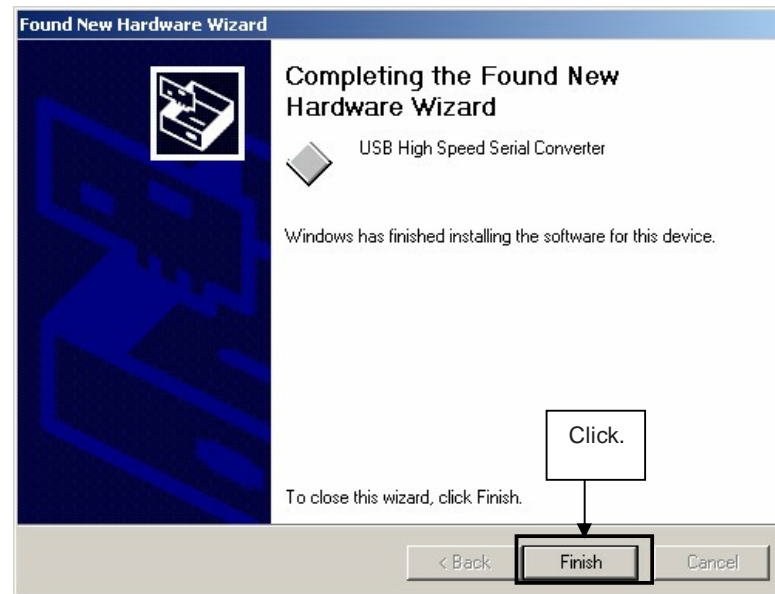 Found New Hardware Wizard
Completing the Found New
Hardware Wizard
USB High Speed Serial Converter
Windows has finished installing the software for this device.
Click.
To close this wizard, click Finish.
< Back
Finish
Cancel